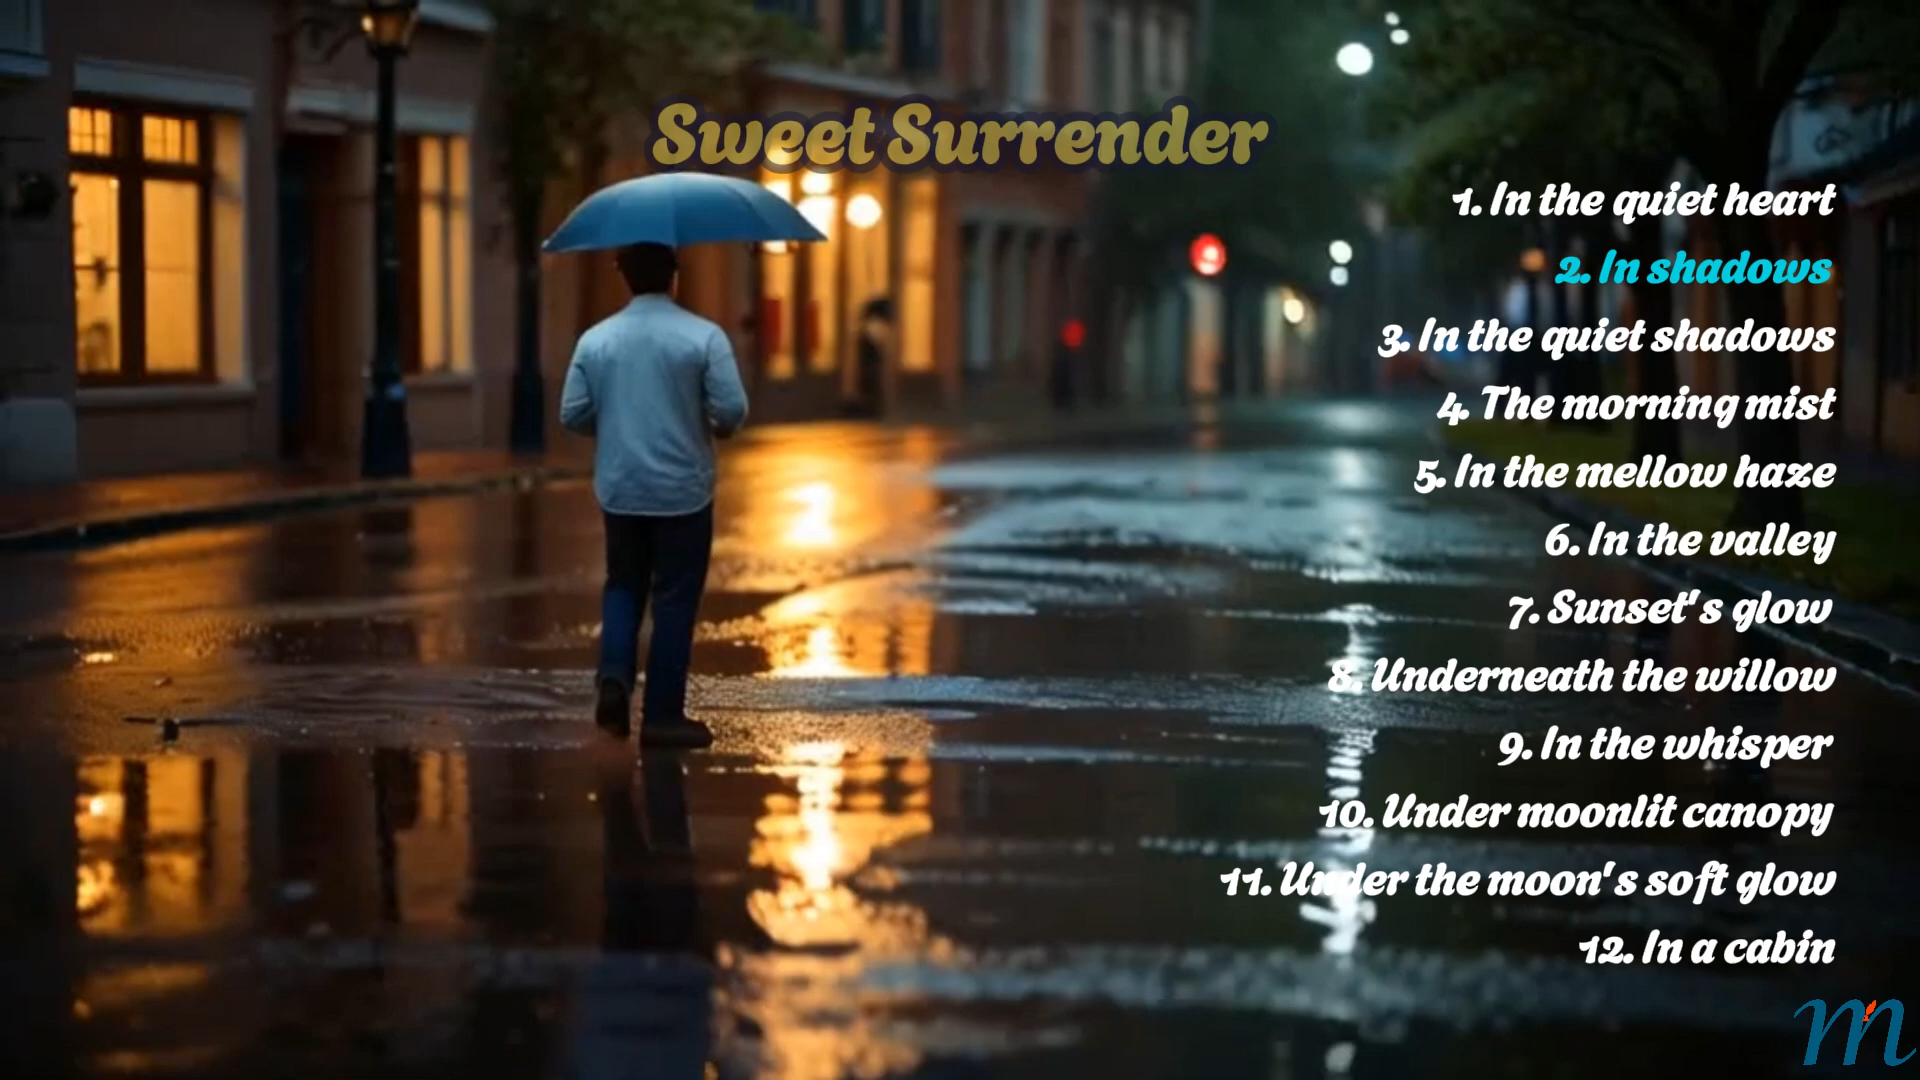 Sweet Surrender
1. In the quiet heart
2. In shadows
3. In the quiet shadows
4. The morning mist
5. In the mellow haze
6. In the valley
7. Sunset's glow
8. Underneath the willow
9. In the whisper
10. Under moonlit canopy
11. Under the moon's soft glow
12. In a cabin
m